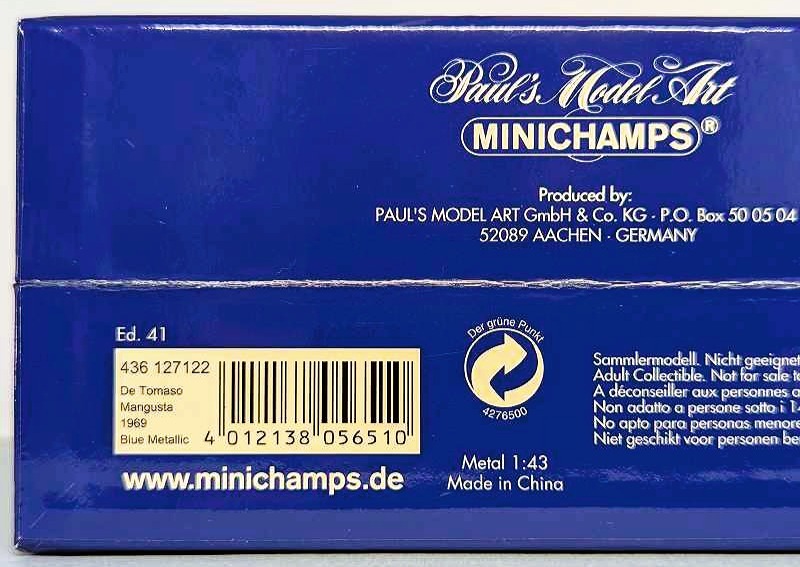 Paul's Model Art
MINICHAMPS®
Produced by:
PAUL'S MODEL ART GmbH & Co. KG · P.O. Box 50 05 04
52089 AACHEN · GERMANY
Ed. 41
436 127122
De Tomaso
Mangusta
1969
Blue Metallic
4 012138 056510
www.minichamps.de
Der grüne Punkt
4276500
Metal 1:43
Made in China
Sammlermodell. Nicht geeignet
Adult Collectible. Not for sale
A déconseiller aux personnes
Non adatto a persone sotto i
No apto para personas
Niet geschikt voor personen